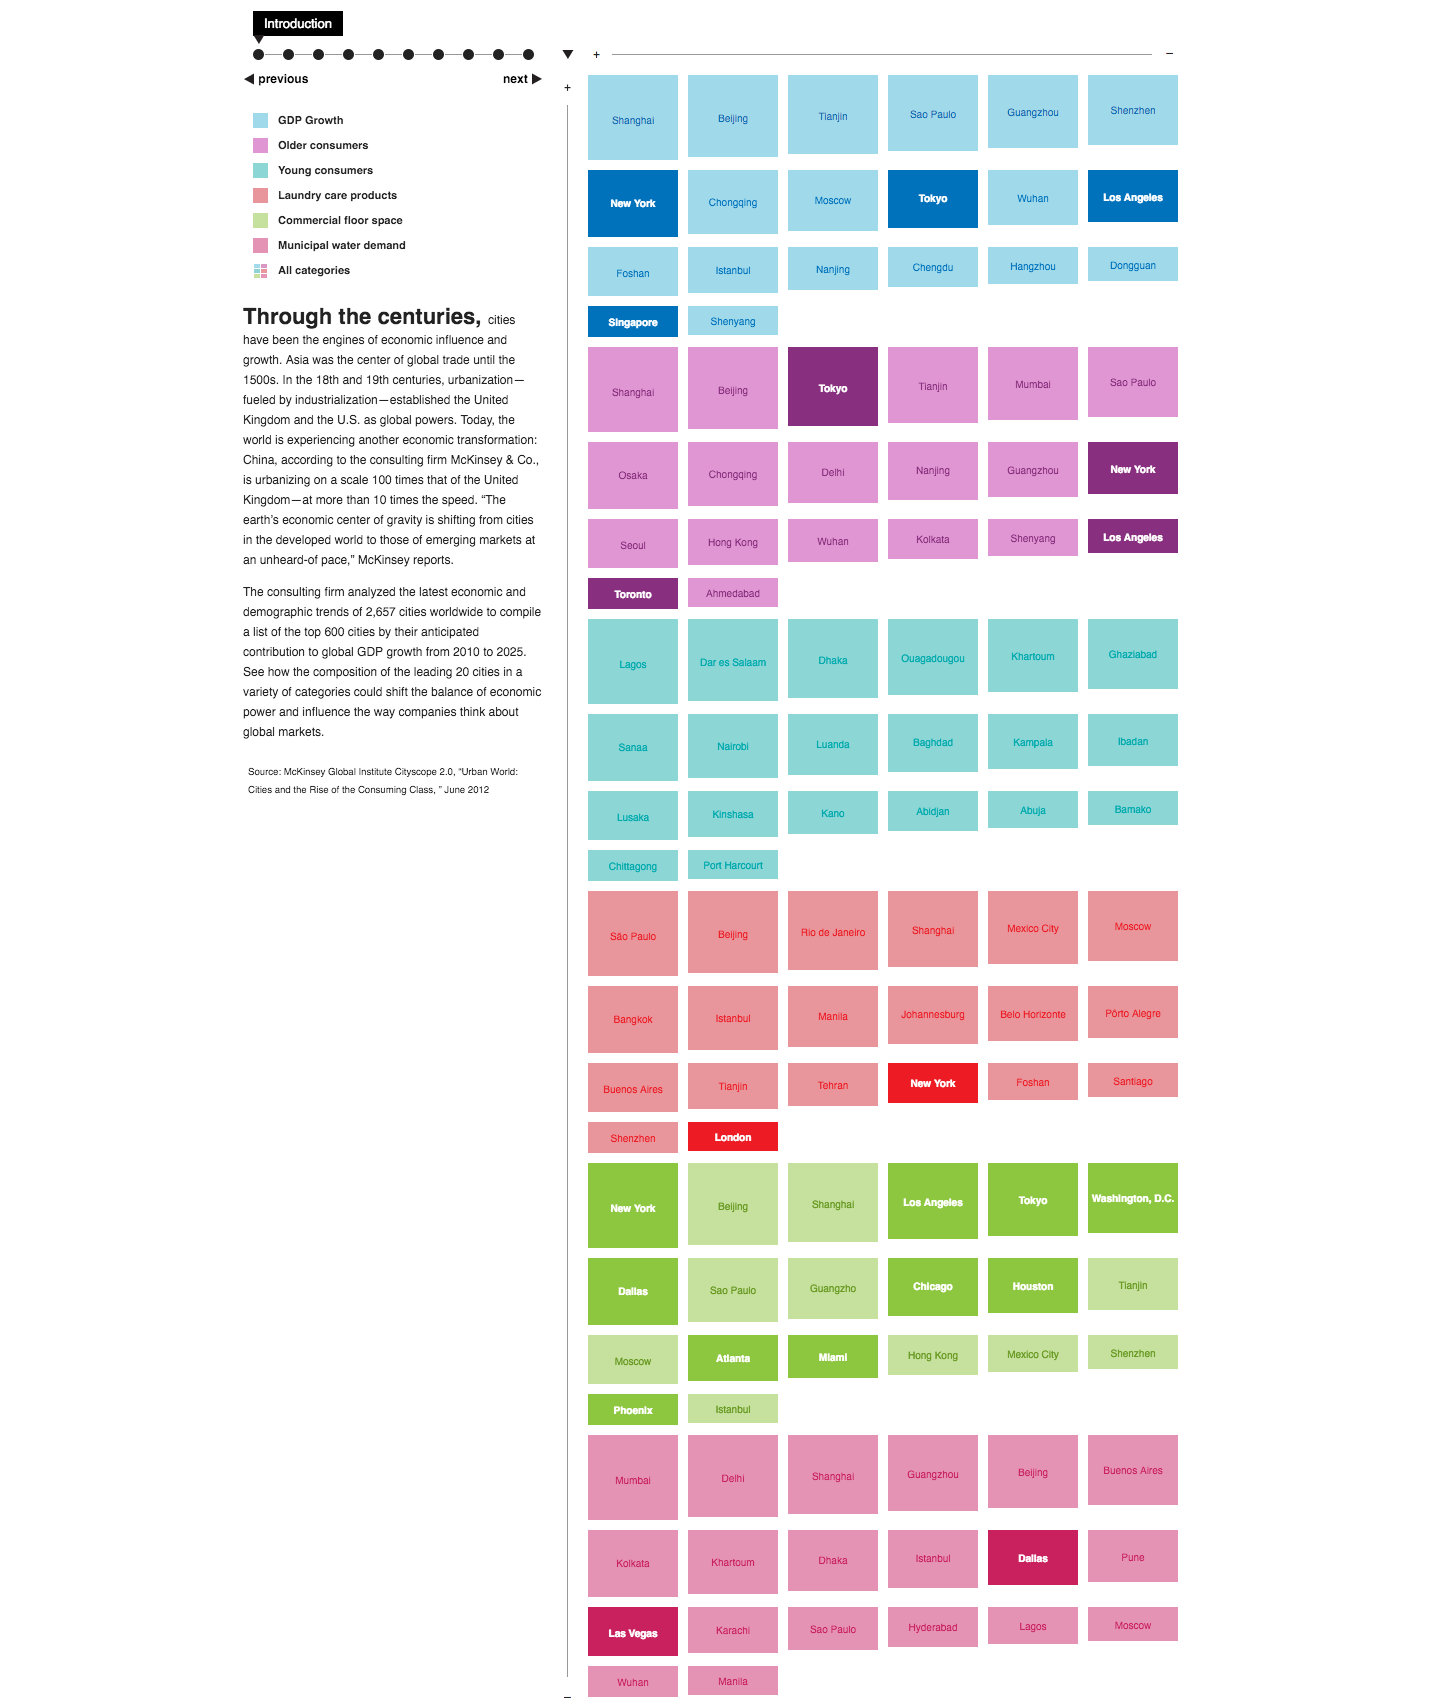 Introduction
+
–
previous
next
+
GDP Growth
Older consumers
Young consumers
Laundry care products
Commercial floor space
Municipal water demand
All categories
Through the centuries, cities
have been the engines of economic influence and
growth. Asia was the center of global trade until the
1500s. In the 18th and 19th centuries, urbanization—
fueled by industrialization—established the United
Kingdom and the U.S. as global powers. Today, the
world is experiencing another economic transformation:
China, according to the consulting firm McKinsey & Co.,
is urbanizing on a scale 100 times that of the United
Kingdom—at more than 10 times the speed. “The
earth’s economic center of gravity is shifting from cities
in the developed world to those of emerging markets at
an unheard-of pace,” McKinsey reports.
The consulting firm analyzed the latest economic and
demographic trends of 2,657 cities worldwide to compile
a list of the top 600 cities by their anticipated
contribution to global GDP growth from 2010 to 2025.
See how the composition of the leading 20 cities in a
variety of categories could shift the balance of economic
power and influence the way companies think about
global markets.
Source: McKinsey Global Institute Cityscope 2.0, “Urban World:
Cities and the Rise of the Consuming Class, ” June 2012
Shanghai Beijing Tianjin Sao Paulo Guangzhou Shenzhen
New York Chongqing Moscow Tokyo Wuhan Los Angeles
Foshan Istanbul Nanjing Chengdu Hangzhou Dongguan
Singapore Shenyang
Shanghai Beijing Tokyo Tianjin Mumbai Sao Paulo
Osaka Chongqing Delhi Nanjing Guangzhou New York
Seoul Hong Kong Wuhan Kolkata Shenyang Los Angeles
Toronto Ahmedabad
Lagos Dar es Salaam Dhaka Ouagadougou Khartoum Ghaziabad
Sanaa Nairobi Luanda Baghdad Kampala Ibadan
Lusaka Kinshasa Kano Abidjan Abuja Bamako
Chittagong Port Harcourt
São Paulo Beijing Rio de Janeiro Shanghai Mexico City Moscow
Bangkok Istanbul Manila Johannesburg Belo Horizonte Pôrto Alegre
Buenos Aires Tianjin Tehran New York Foshan Santiago
Shenzhen London
New York Beijing Shanghai Los Angeles Tokyo Washington, D.C.
Dallas Sao Paulo Guangzho Chicago Houston Tianjin
Moscow Atlanta Miami Hong Kong Mexico City Shenzhen
Phoenix Istanbul
Mumbai Delhi Shanghai Guangzhou Beijing Buenos Aires
Kolkata Khartoum Dhaka Istanbul Dallas Pune
Las Vegas Karachi Sao Paulo Hyderabad Lagos Moscow
Wuhan Manila
–